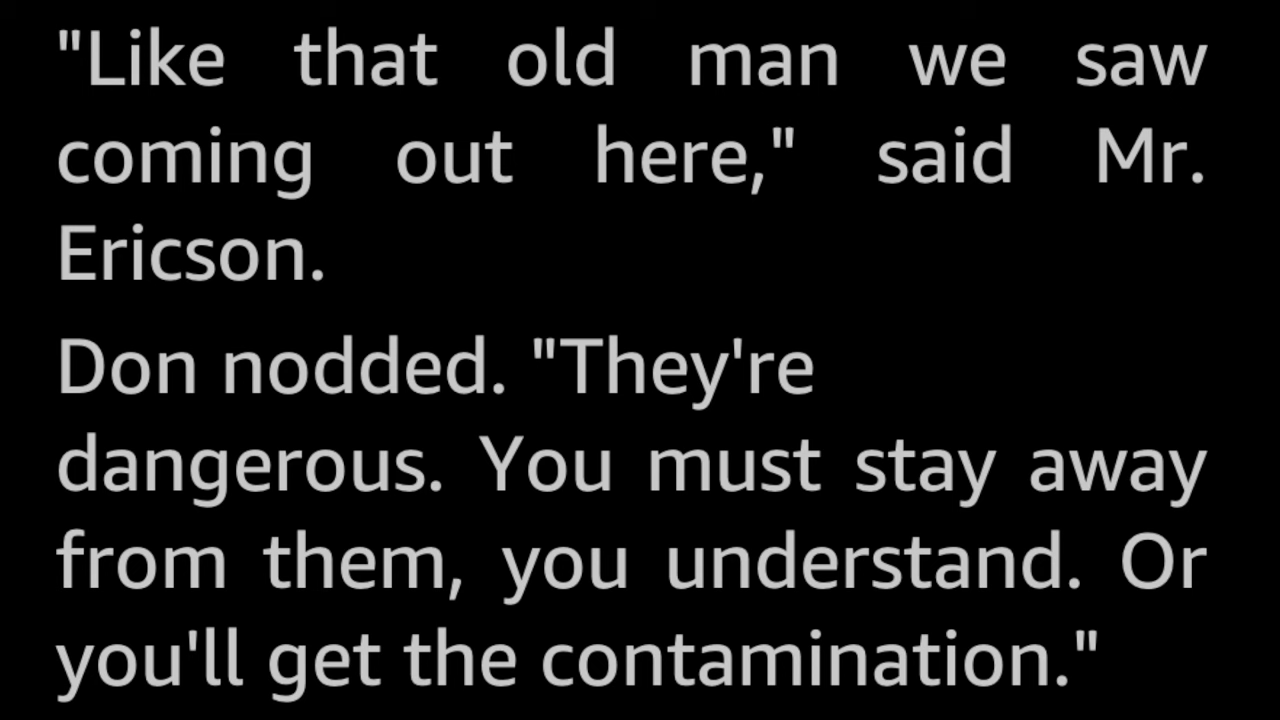 "Like that old man we saw
coming out here," said Mr.
Ericson.
Don nodded. "They're
dangerous. You must stay away
from them, you understand. Or
you'll get the contamination."